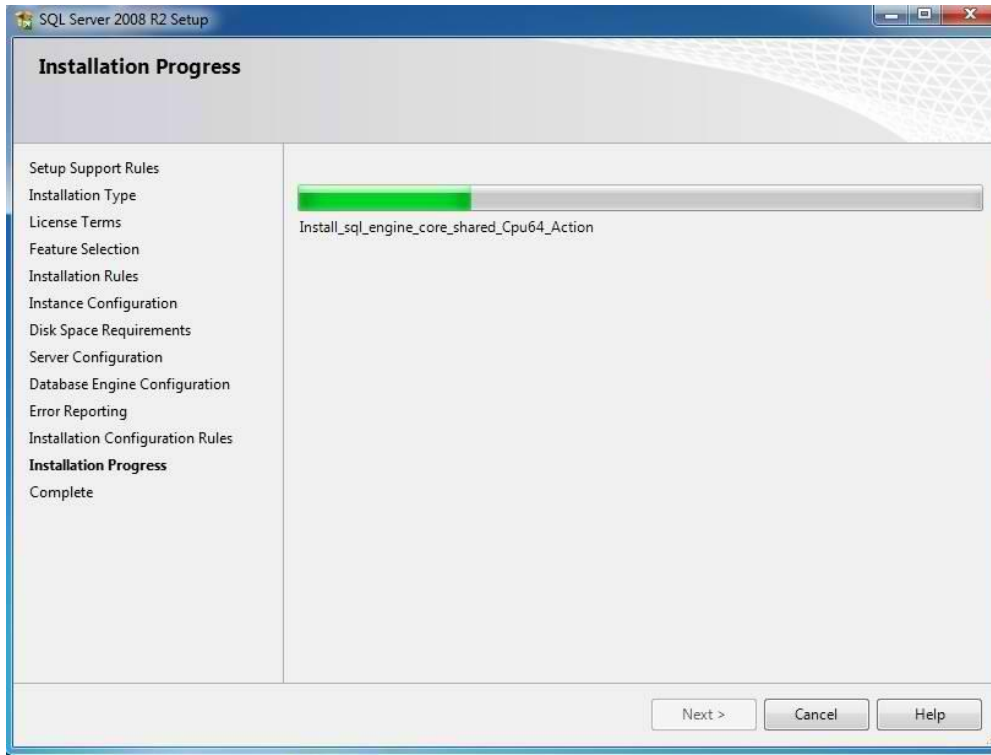 SQL Server 2008 R2 Setup
Installation Progress
Setup Support Rules
Installation Type
License Terms
Feature Selection
Installation Rules
Instance Configuration
Disk Space Requirements
Server Configuration
Database Engine Configuration
Error Reporting
Installation Configuration Rules
Installation Progress
Complete
Install_sql_engine_core_shared_Cpu64_Action
Next > Cancel Help